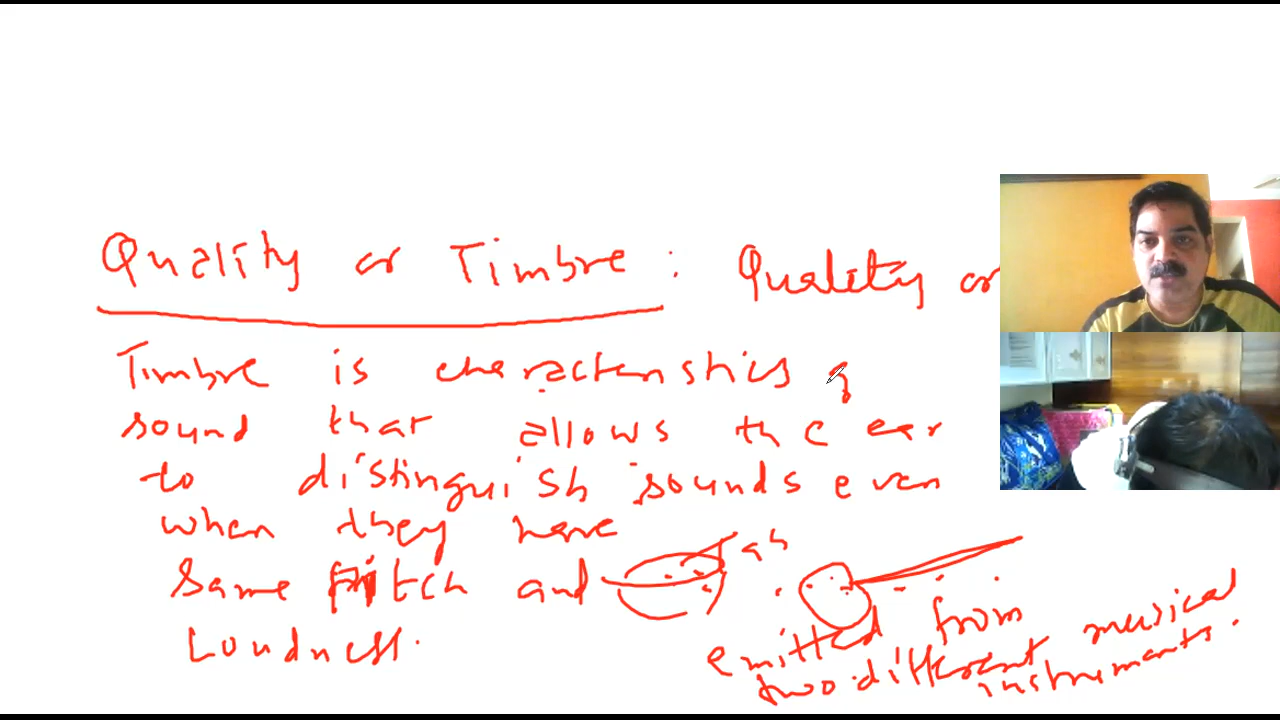 Quality or Timbre : Quality or
Timbre is characteristics of
sound that allows the ear
to distinguish sounds even
when they have
same Pitch and as
Loudness.
emitted from
two different musical
instruments.